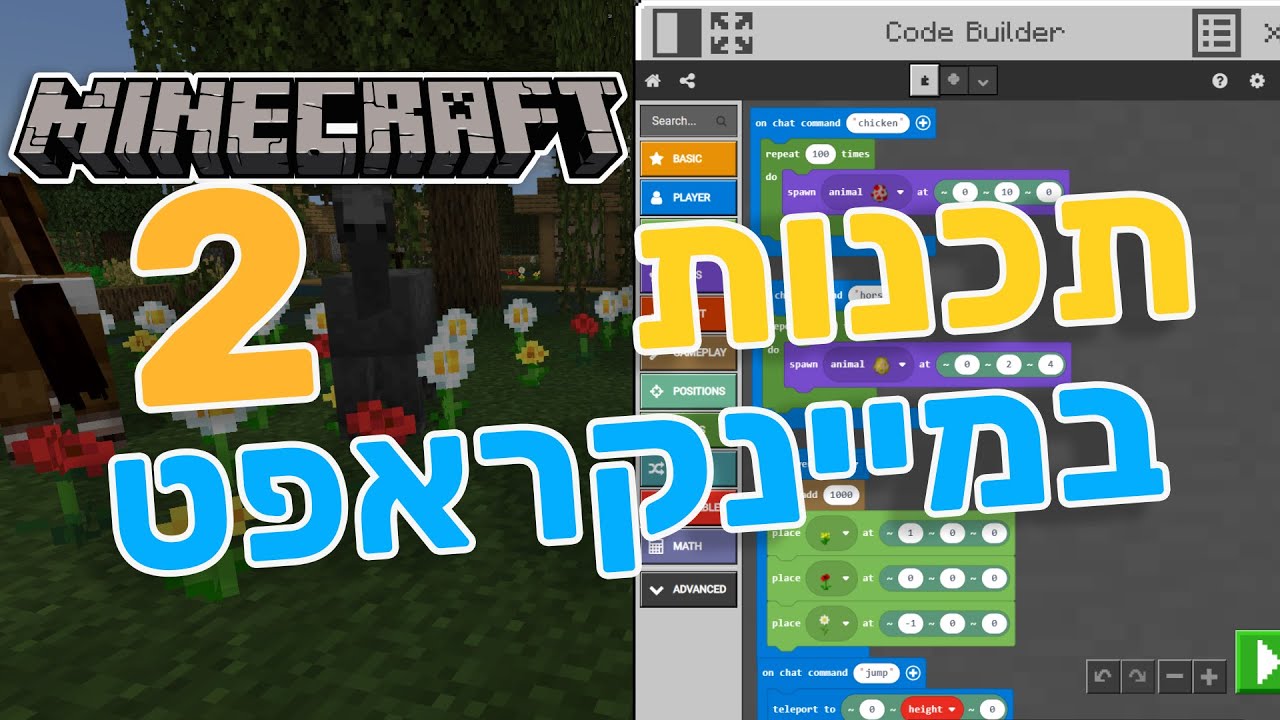 Code Builder
MINECRAFT
Search...
BASIC
PLAYER
POSITIONS
MATH
ADVANCED
on chat command "chicken"
repeat 100 times
do
spawn animal at ~ 0 ~ 10 ~ 0
2 תכנות
במיינקראפט
do
spawn animal at ~ 0 ~ 2 ~ 4
add 1000
place at ~ 1 ~ 0 ~ 0
place at ~ 0 ~ 0 ~ 0
place at ~ -1 ~ 0 ~ 0
on chat command "jump"
teleport to ~ 0 ~ height ~ 0